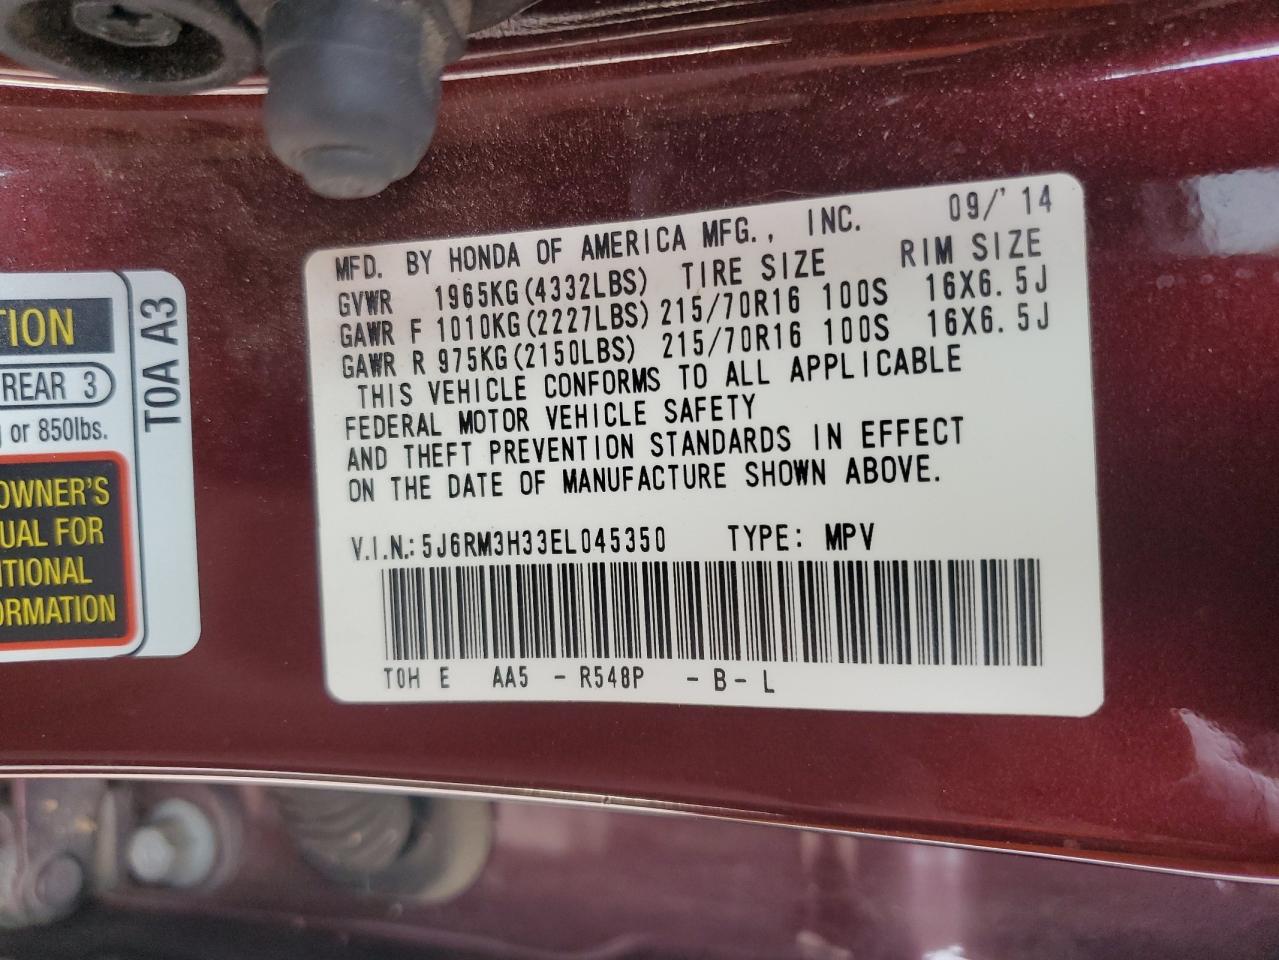 TION
REAR 3
or 850lbs.
OWNER'S
UAL FOR
ITIONAL
ORMATION
T0A A3
MFD. BY HONDA OF AMERICA MFG., INC. 09/'14
GVWR 1965KG(4332LBS) TIRE SIZE RIM SIZE
GAWR F 1010KG(2227LBS) 215/70R16 100S 16X6.5J
GAWR R 975KG(2150LBS) 215/70R16 100S 16X6.5J
THIS VEHICLE CONFORMS TO ALL APPLICABLE
FEDERAL MOTOR VEHICLE SAFETY
AND THEFT PREVENTION STANDARDS IN EFFECT
ON THE DATE OF MANUFACTURE SHOWN ABOVE.
V.I.N.: 5J6RM3H33EL045350 TYPE: MPV
T0H E AA5 - R548P - B - L